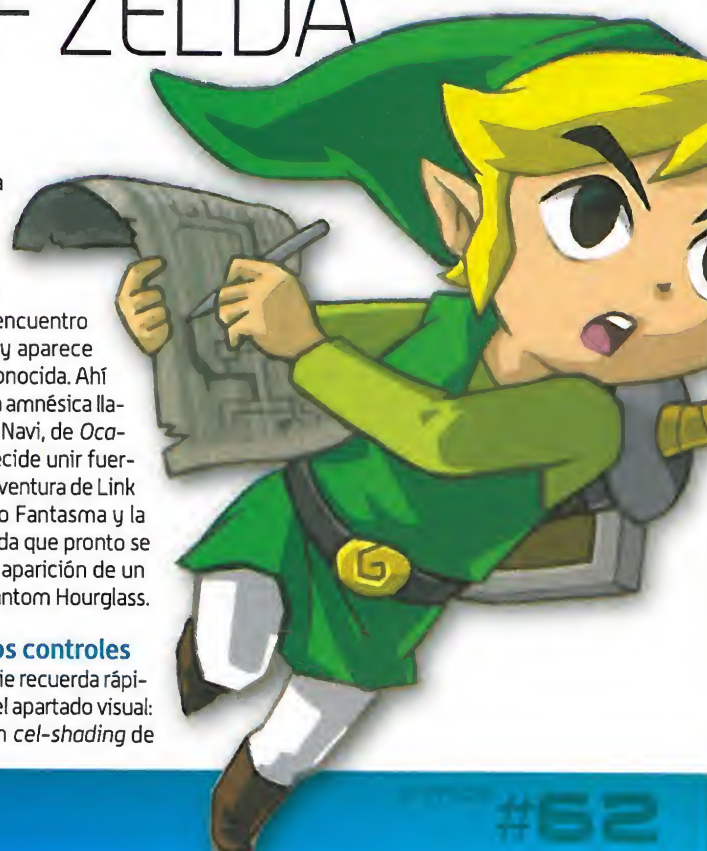 - ZELDA
a
encuentro
y aparece
onocida. Ahí
a amnésica lla-
Navi, de Oca-
ecide unir fuer-
ventura de Link
o Fantasma y la
da que pronto se
aparición de un
antom Hourglass.
os controles
ie recuerda rápi-
el apartado visual:
n cel-shading de
#62